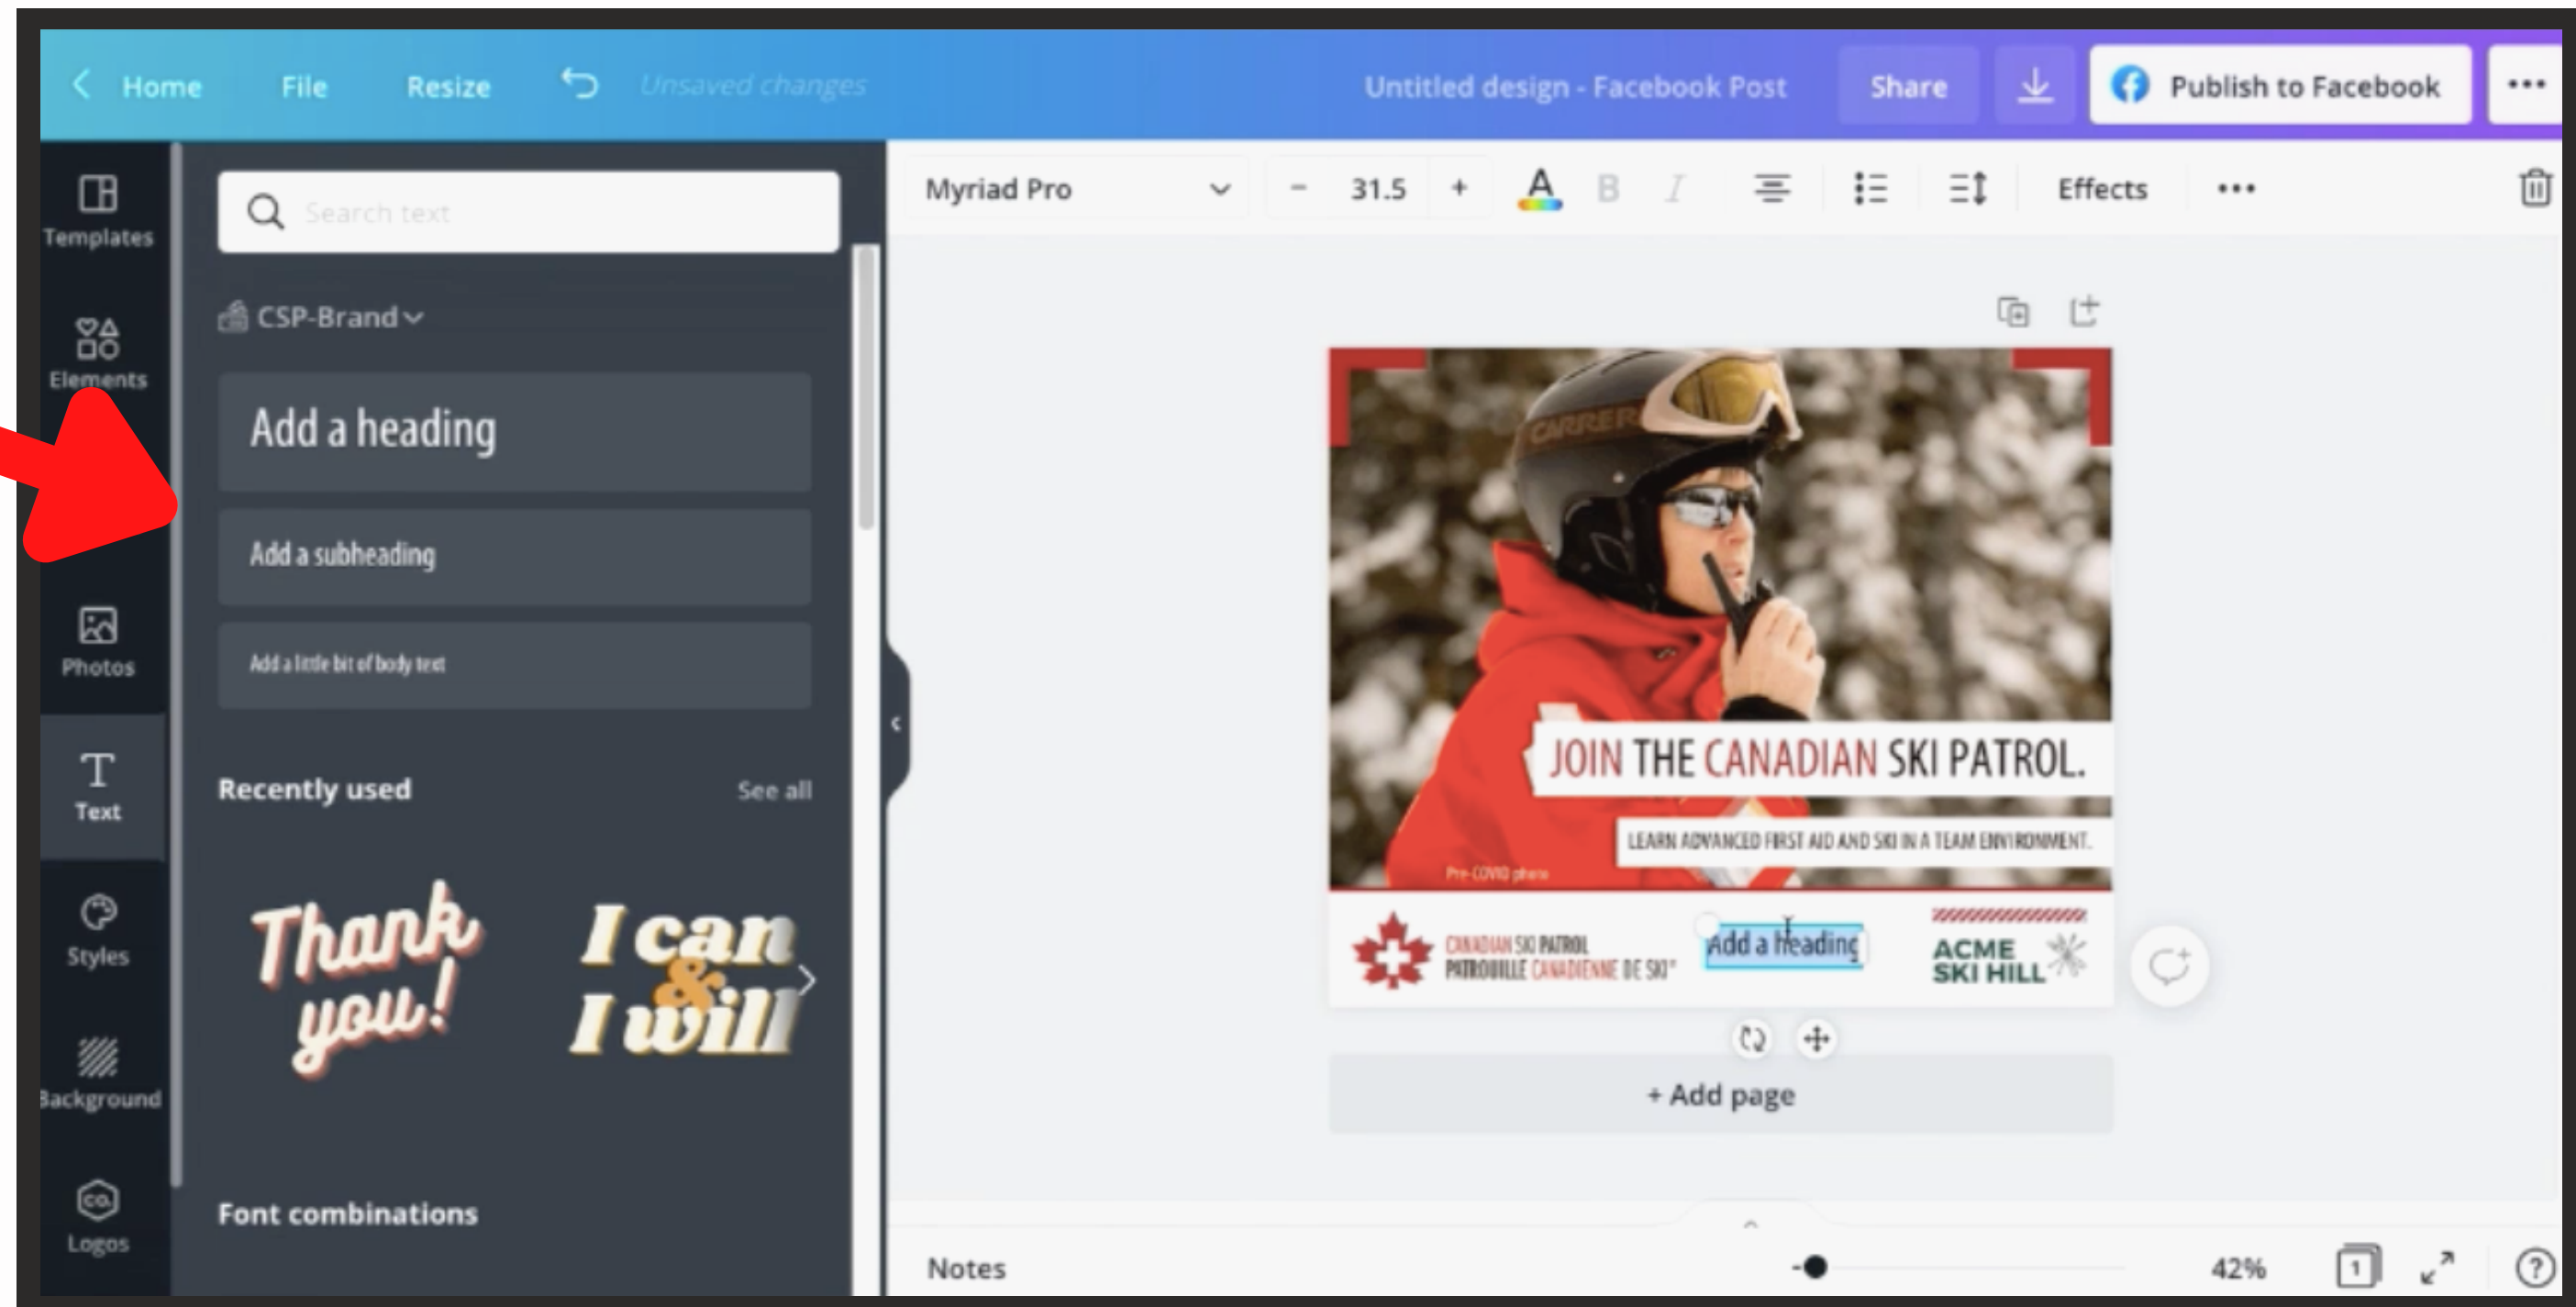 Home File Resize Unsaved changes Untitled design - Facebook Post Share Publish to Facebook
Templates
Elements
Photos
Text
Styles
Background
Logos
Search text
CSP-Brand
Add a heading
Add a subheading
Add a little bit of body text
Recently used See all
Thank
you!
I can
&
I will
Font combinations
Myriad Pro - 31.5 + A B I Effects
CARRER
JOIN THE CANADIAN SKI PATROL.
LEARN ADVANCED FIRST AID AND SKI IN A TEAM ENVIRONMENT.
Pre-COVID photo
CANADIAN SKI PATROL
PATROUILLE CANADIENNE DE SKI
Add a heading
ACME
SKI HILL
+ Add page
Notes 42% 1 ?
CO.